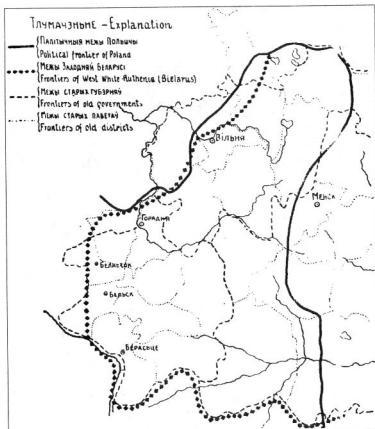 Тлумачэньне - Explanation
Палітычныя межы Польшчы
Political frontier of Poland
Межы Заходняй Беларусі
Frontiers of West White-Ruthenia (Bielarus)
Межы старых губэрняў
Frontiers of old governments
Межы старых паветаў
Frontiers of old districts
Вільня
Менск
Горадня
Беласток
Бельск
Берасьце